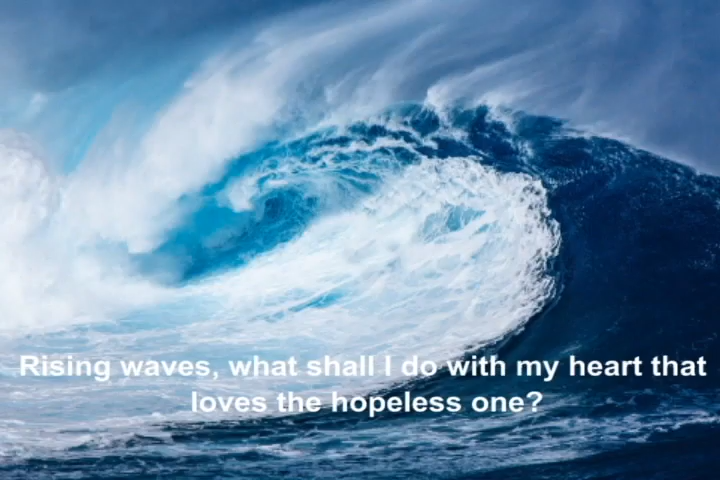 Rising waves, what shall I do with my heart that
loves the hopeless one?